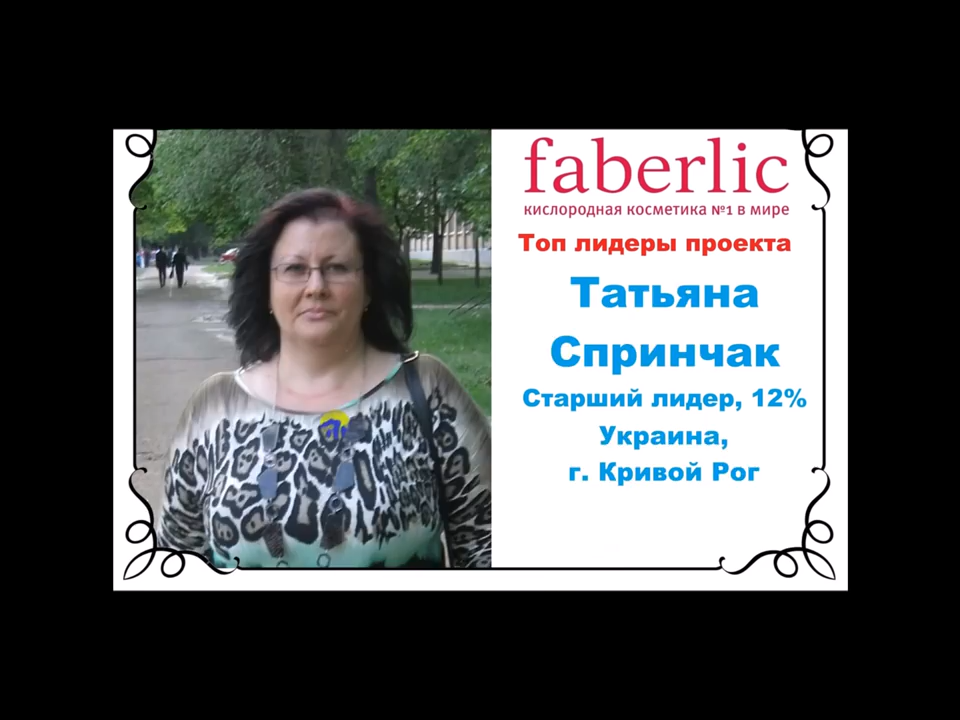 faberlic
кислородная косметика №1 в мире
Топ лидеры проекта
Татьяна
Спринчак
Старший лидер, 12%
Украина,
г. Кривой Рог